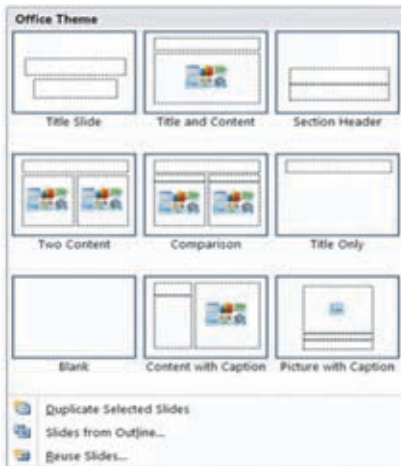 Office Theme
Title Slide
Title and Content
Section Header
Two Content
Comparison
Title Only
Blank
Content with Caption
Picture with Caption
Duplicate Selected Slides
Slides from Outline...
Reuse Slides...